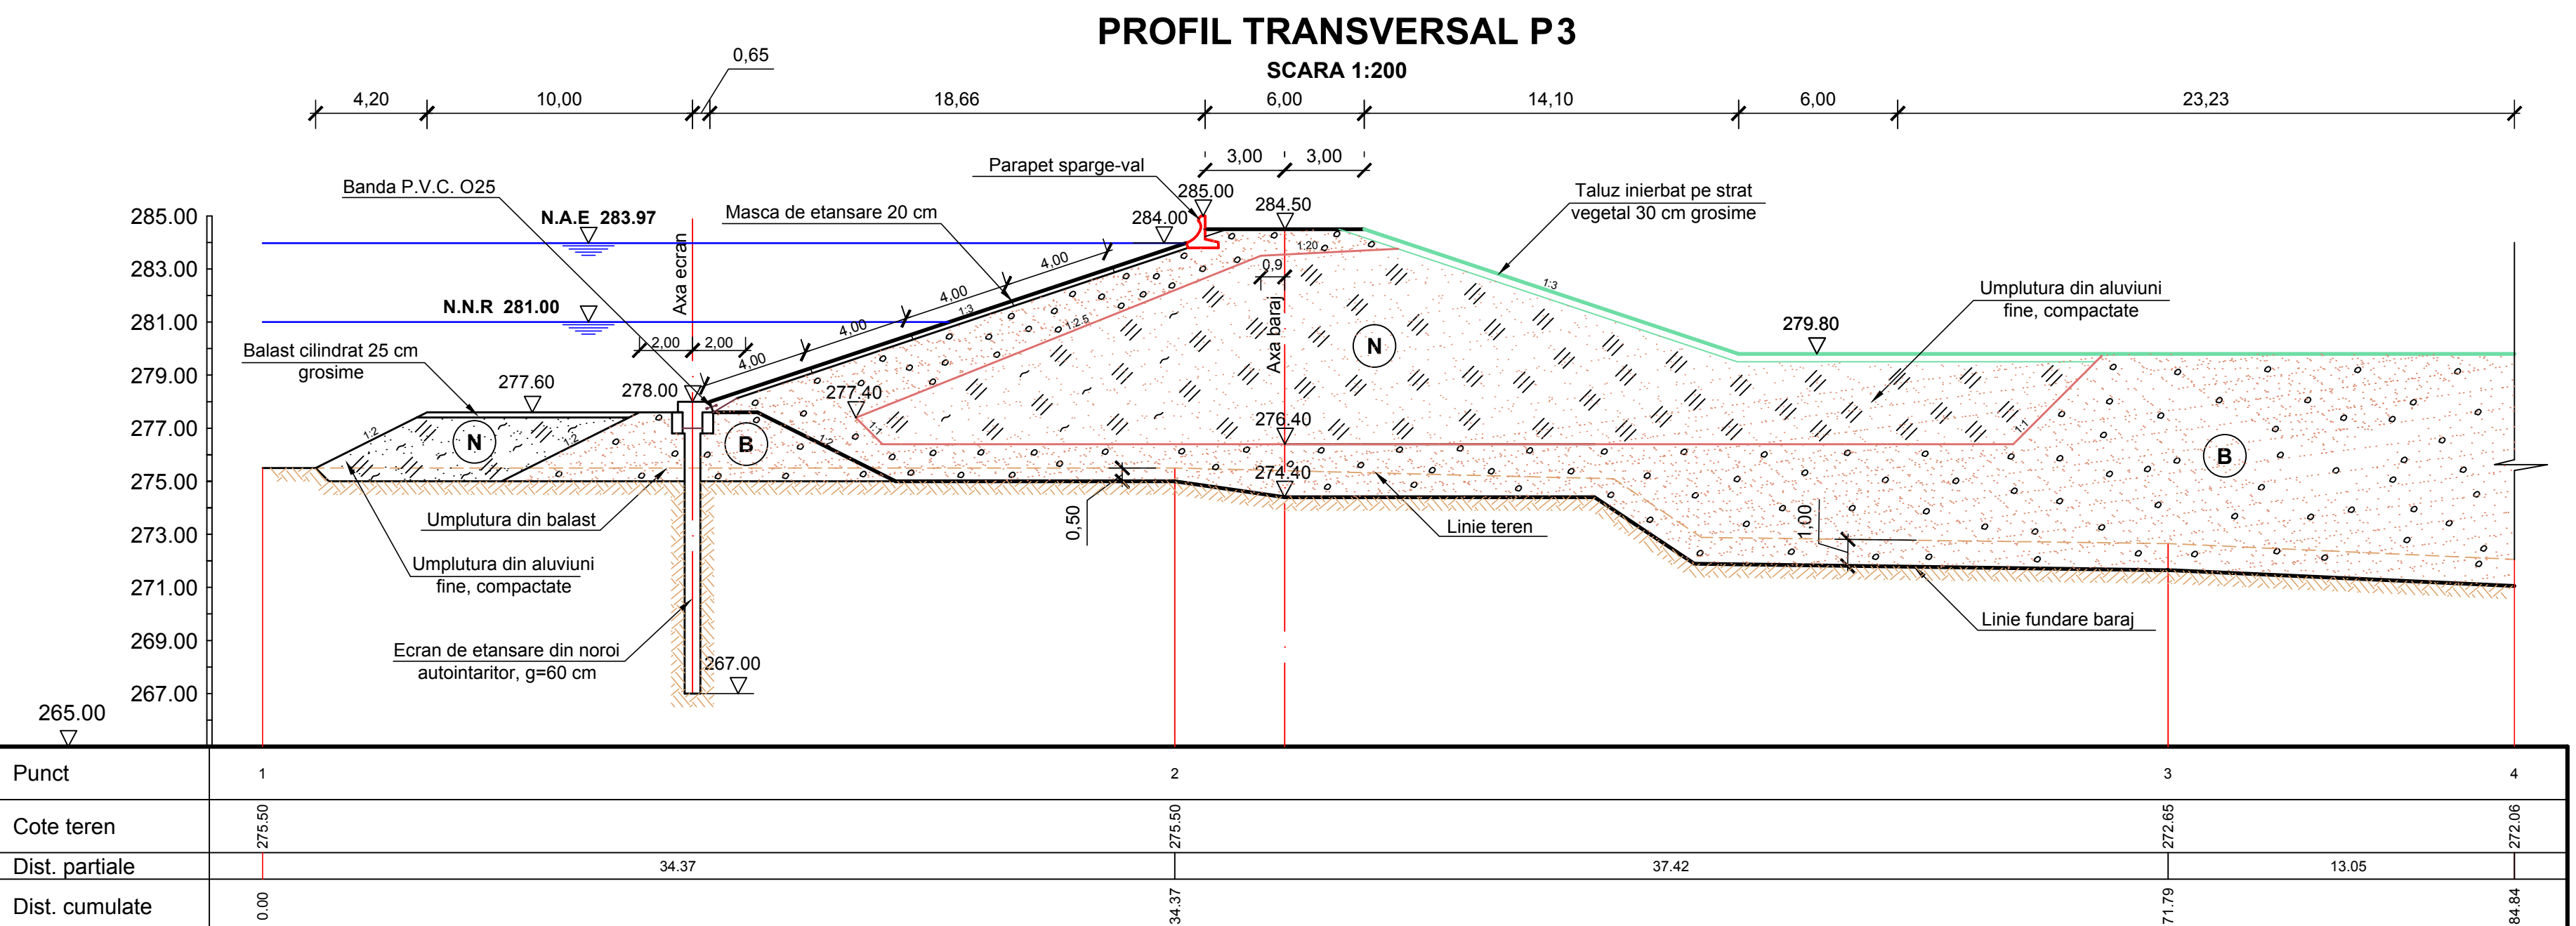 PROFIL TRANSVERSAL P3
SCARA 1:200
0,65
4,20 10,00 18,66 6,00 14,10 6,00 23,23
3,00 3,00
Parapet sparge-val
Banda P.V.C. O25
Masca de etansare 20 cm
Taluz inierbat pe strat
vegetal 30 cm grosime
285.00
284.50
284.00
N.A.E 283.97
Axa ecran
N.N.R 281.00
4,00
4,00
4,00
4,00
1:3
1:2.5
1:20
0,9
Axa baraj
1:3
N
Umplutura din aluviuni
fine, compactate
279.80
2,00 2,00
Balast cilindrat 25 cm
grosime
277.60
278.00
277.40
276.40
274.40
1:2
N
1:2
B
1:2
1:1
1:1
B
Umplutura din balast
Umplutura din aluviuni
fine, compactate
0,50
Linie teren
1,00
Linie fundare baraj
Ecran de etansare din noroi
autointaritor, g=60 cm
267.00
285.00
283.00
281.00
279.00
277.00
275.00
273.00
271.00
269.00
267.00
265.00
Punct 1 2 3 4
Cote teren 275.50 275.50 272.65 272.06
Dist. partiale 34.37 37.42 13.05
Dist. cumulate 0.00 34.37 71.79 84.84